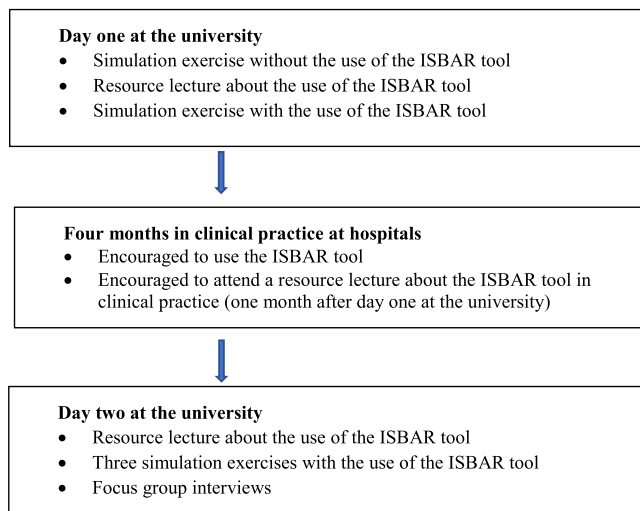 Day one at the university
• Simulation exercise without the use of the ISBAR tool
• Resource lecture about the use of the ISBAR tool
• Simulation exercise with the use of the ISBAR tool
Four months in clinical practice at hospitals
• Encouraged to use the ISBAR tool
• Encouraged to attend a resource lecture about the ISBAR tool in
clinical practice (one month after day one at the university)
Day two at the university
• Resource lecture about the use of the ISBAR tool
• Three simulation exercises with the use of the ISBAR tool
• Focus group interviews